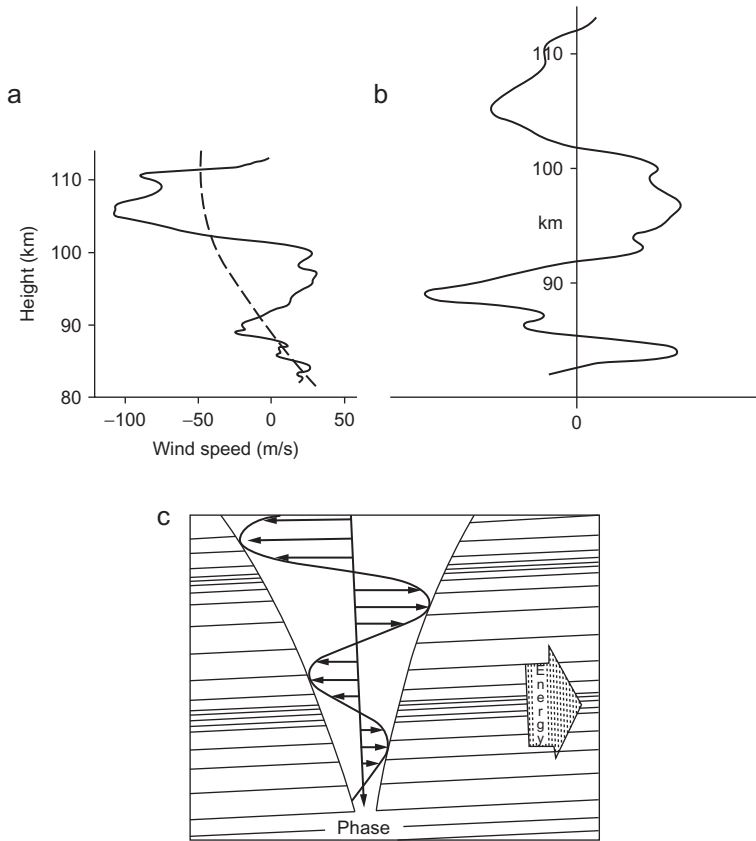 a
110
100
90
80
Height (km)
−100 −50 0 50
Wind speed (m/s)
b
110
100
km
90
0
c
Energy
Phase